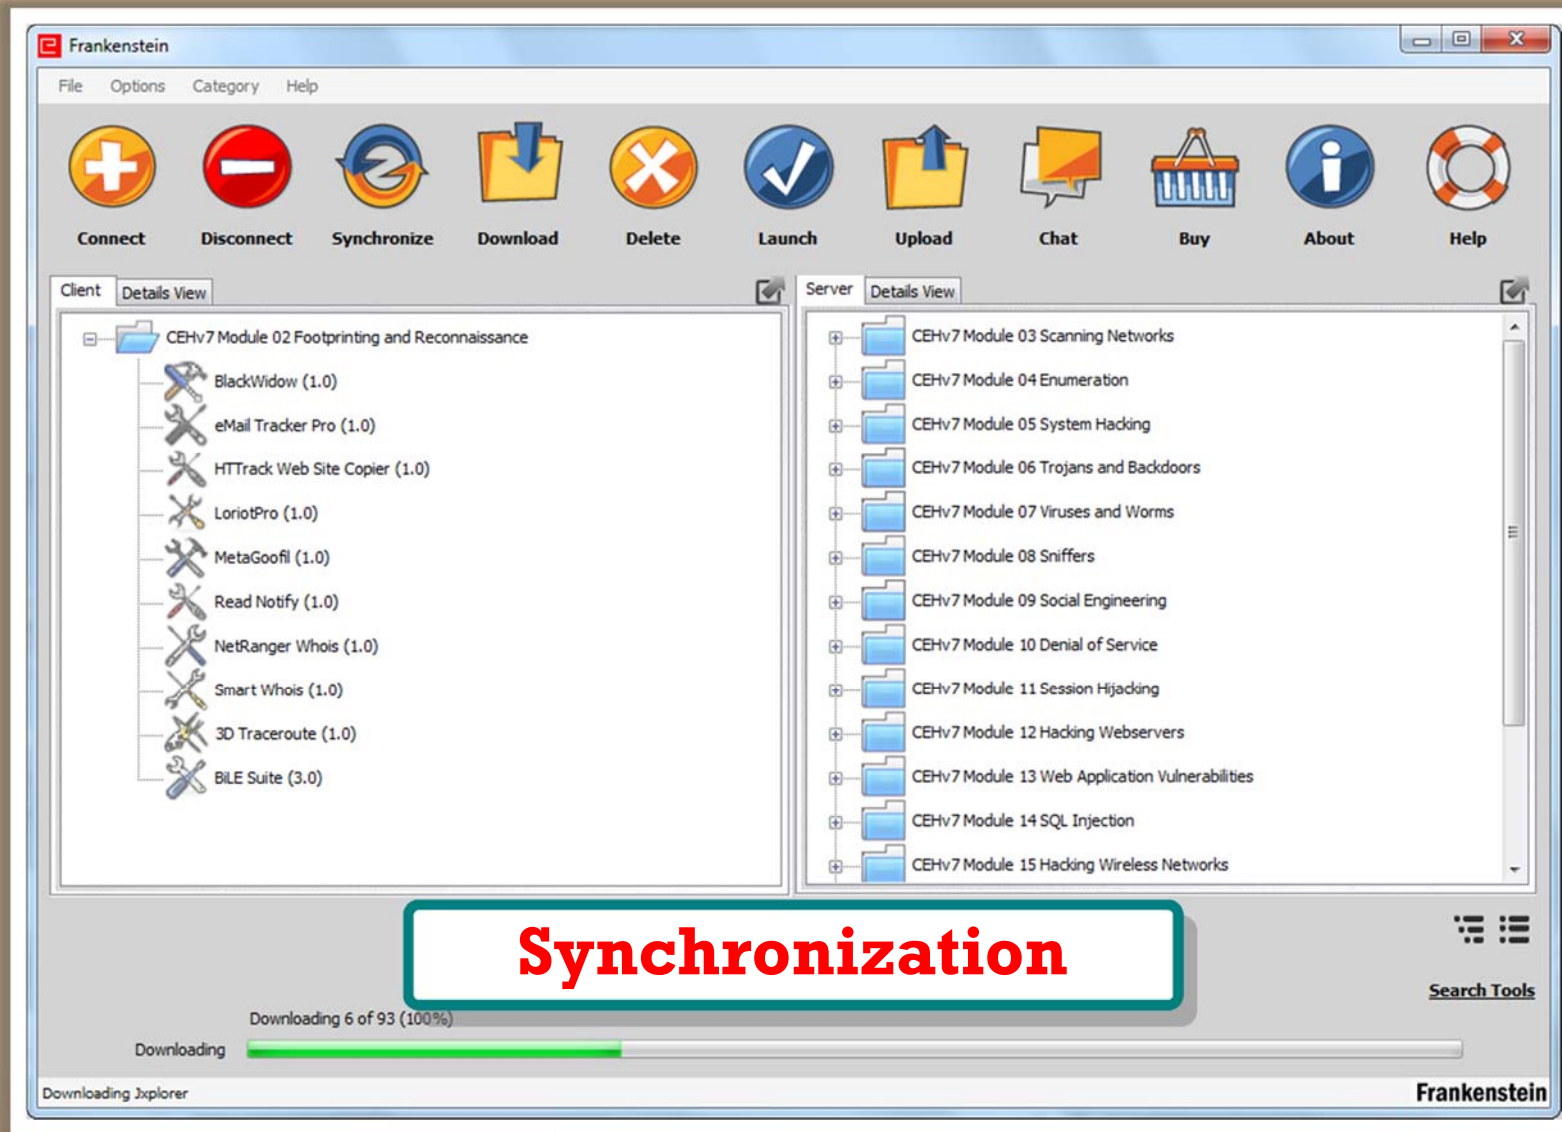 Frankenstein
File Options Category Help
Connect Disconnect Synchronize Download Delete Launch Upload Chat Buy About Help
Client Details View
CEHv7 Module 02 Footprinting and Reconnaissance
BlackWidow (1.0)
eMail Tracker Pro (1.0)
HTTrack Web Site Copier (1.0)
LoriotPro (1.0)
MetaGoofil (1.0)
Read Notify (1.0)
NetRanger Whois (1.0)
Smart Whois (1.0)
3D Traceroute (1.0)
BiLE Suite (3.0)
Server Details View
CEHv7 Module 03 Scanning Networks
CEHv7 Module 04 Enumeration
CEHv7 Module 05 System Hacking
CEHv7 Module 06 Trojans and Backdoors
CEHv7 Module 07 Viruses and Worms
CEHv7 Module 08 Sniffers
CEHv7 Module 09 Social Engineering
CEHv7 Module 10 Denial of Service
CEHv7 Module 11 Session Hijacking
CEHv7 Module 12 Hacking Webservers
CEHv7 Module 13 Web Application Vulnerabilities
CEHv7 Module 14 SQL Injection
CEHv7 Module 15 Hacking Wireless Networks
Synchronization
Search Tools
Downloading 6 of 93 (100%)
Downloading
Downloading Jxplorer
Frankenstein